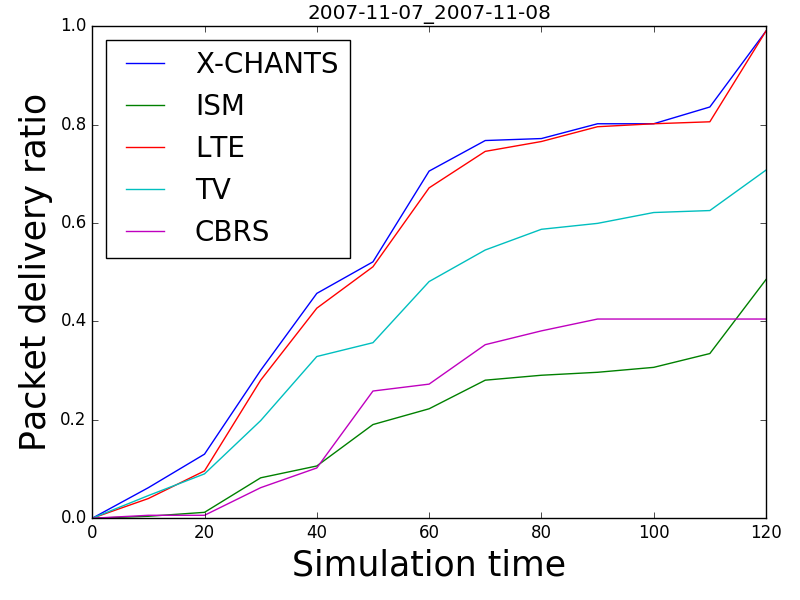 2007-11-07_2007-11-08
1.0
0.8
0.6
0.4
0.2
0.0
Packet delivery ratio
X-CHANTS
ISM
LTE
TV
CBRS
0 20 40 60 80 100 120
Simulation time